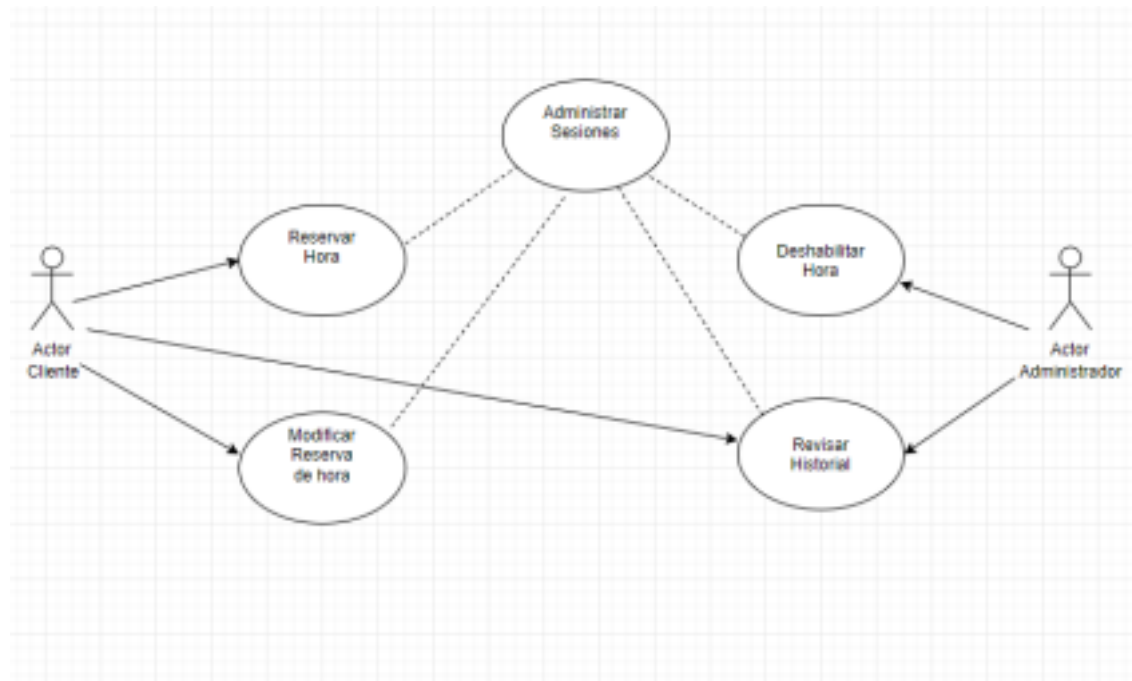 Administrar
Sesiones
Reservar
Hora
Deshabilitar
Hora
Actor
Cliente
Actor
Administrador
Modificar
Reserva
de hora
Revisar
Historial